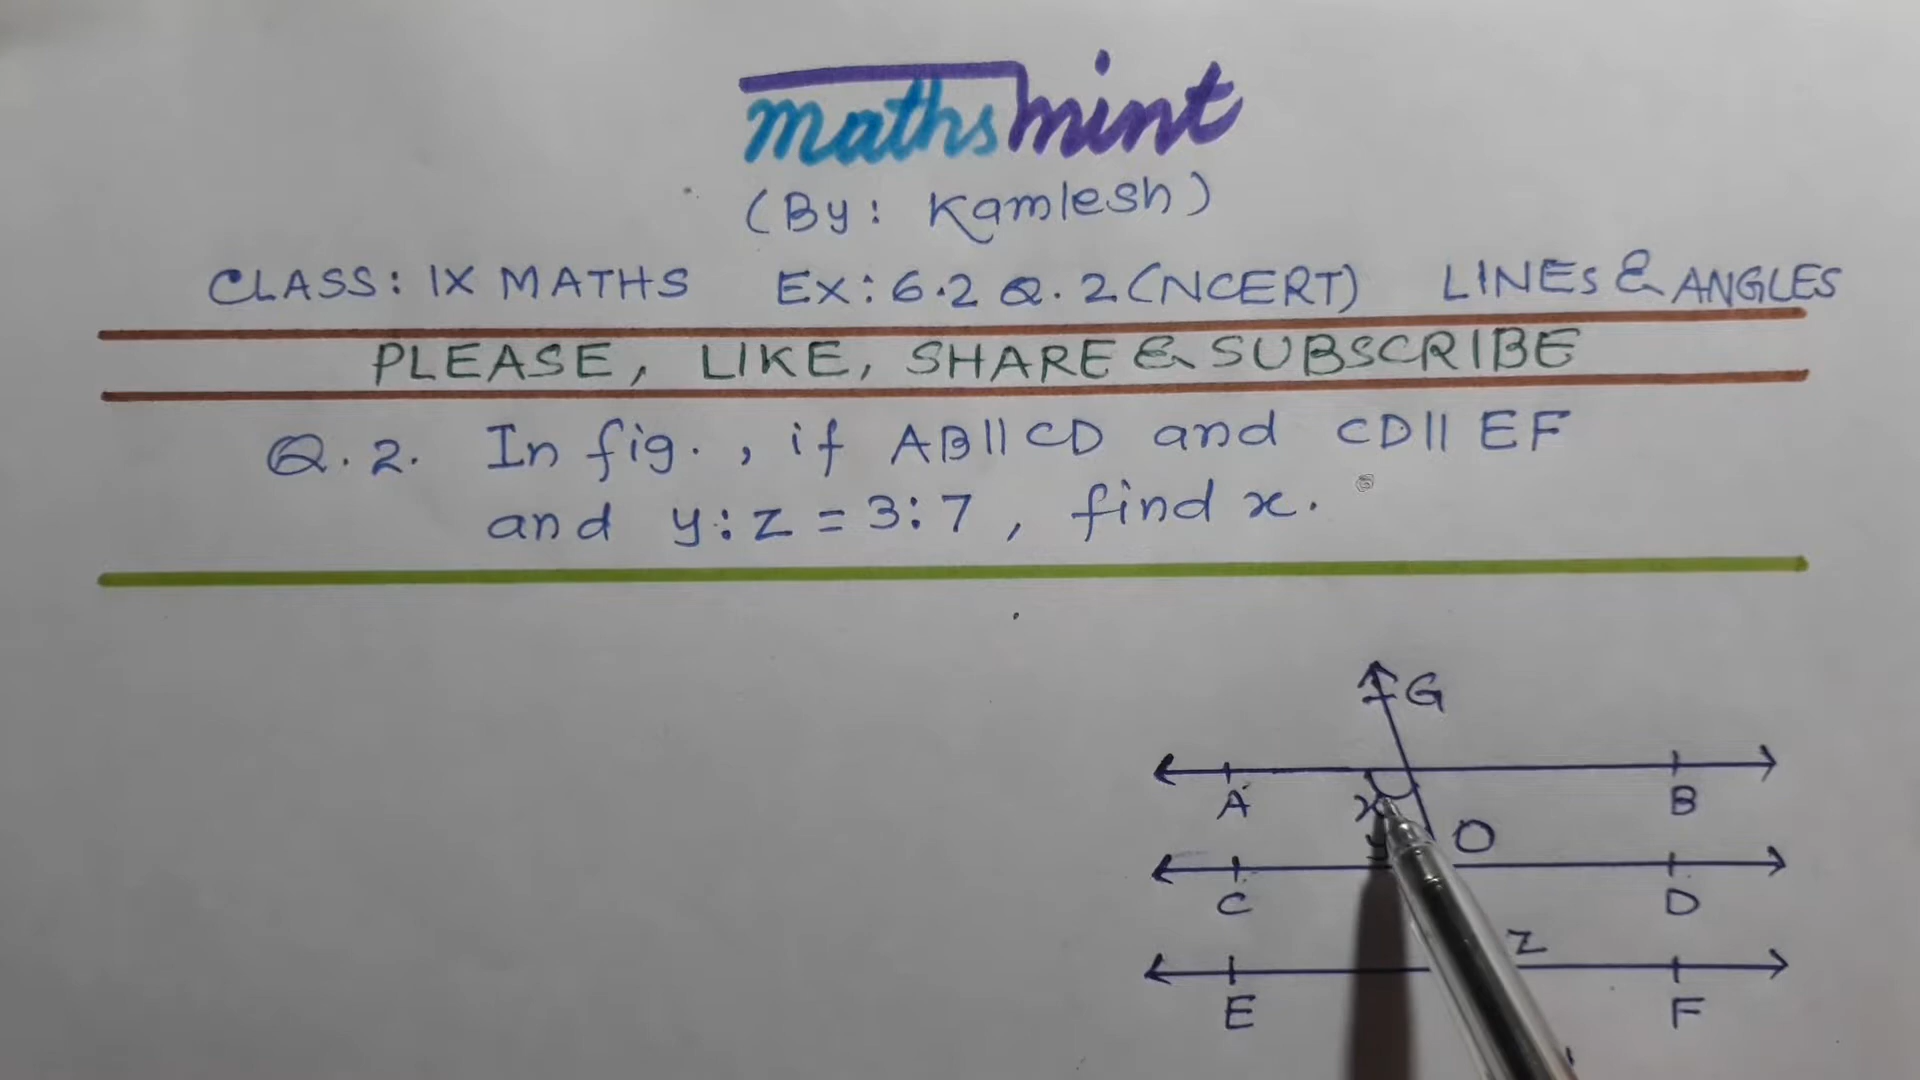 mathsmint
(By: Kamlesh)
CLASS: IX MATHS EX: 6.2 Q.2 (NCERT) LINEs & ANGLES
PLEASE, LIKE, SHARE & SUBSCRIBE
Q.2. In fig., if AB||CD and CD||EF
and y:z = 3:7, find x.
G
A x B
y O
C D
z
E F